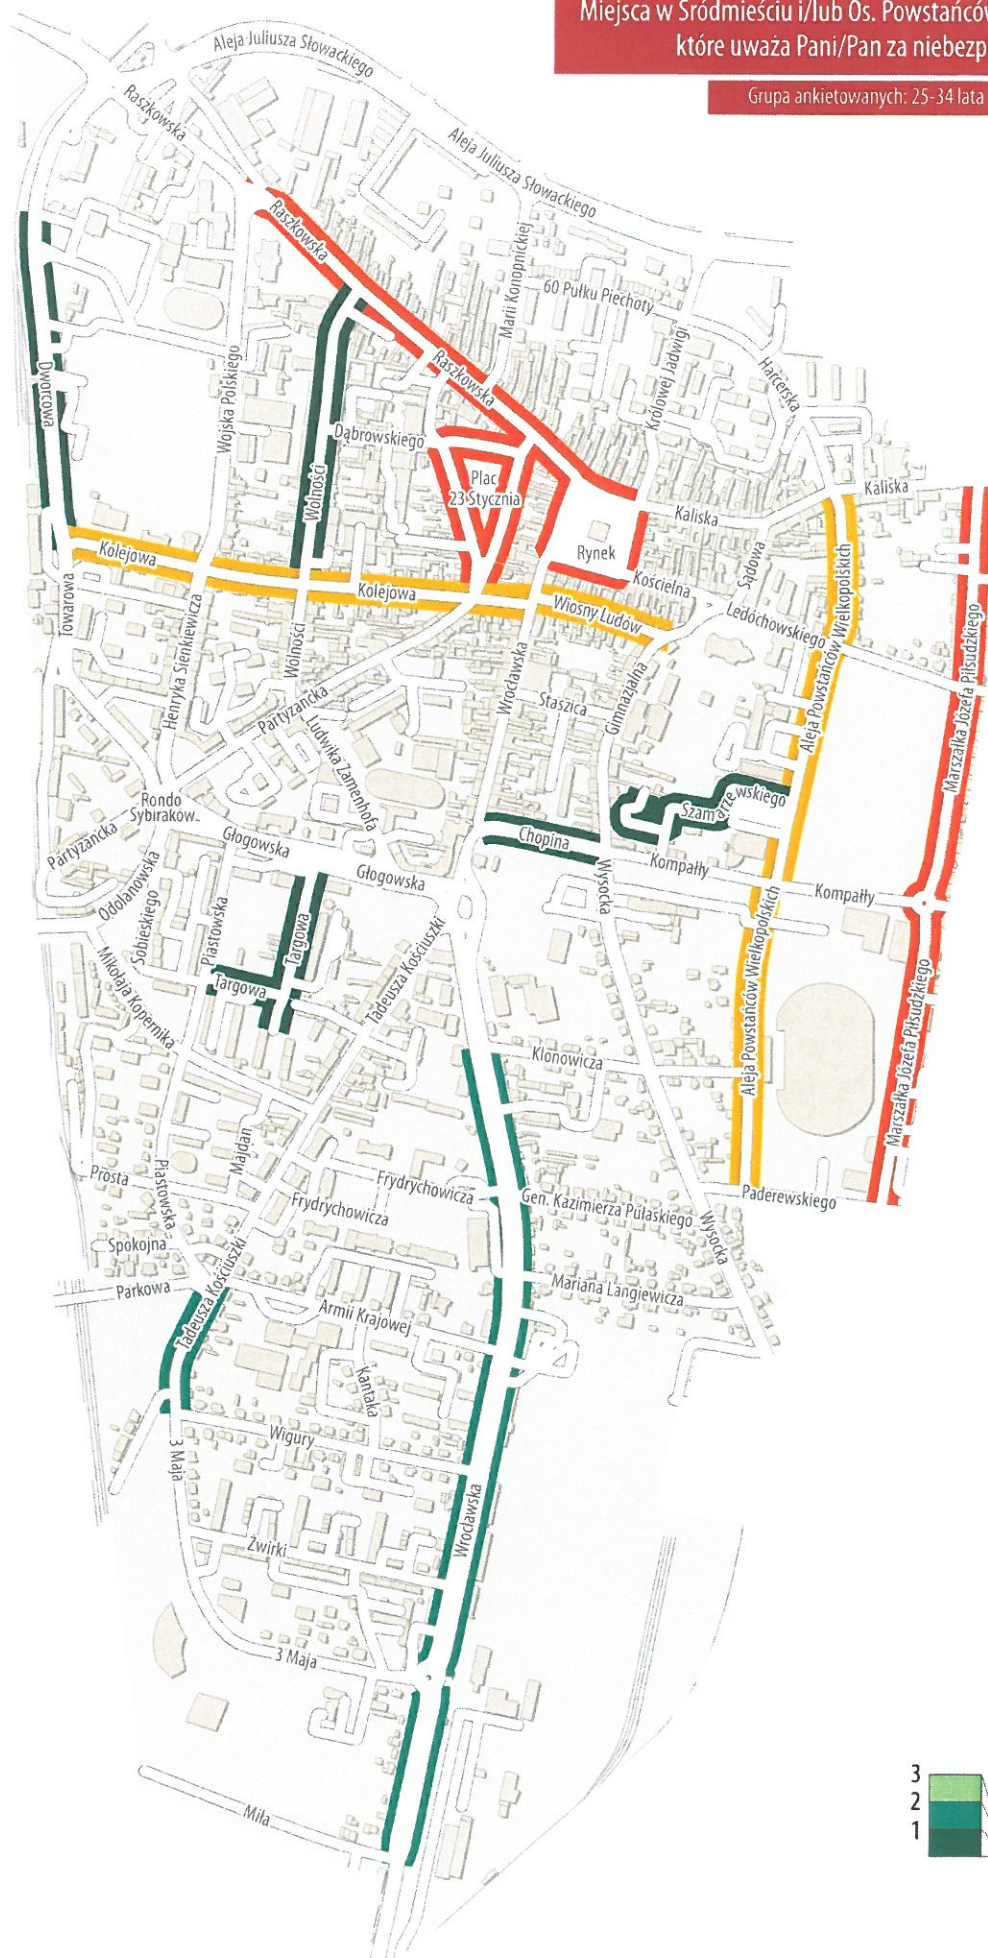 Miejsca w Śródmieściu i/lub Os. Powstańców
które uważa Pani/Pan za niebezp
Grupa ankietowanych: 25-34 lata
Aleja Juliusza Słowackiego
Raszkowska
Aleja Juliusza Słowackiego
Raszkowska
Marii Konopnickiej
60 Pułku Piechoty
Królowej Jadwigi
Harcerska
Dworcowa
Wojska Polskiego
Raszkowska
Dąbrowskiego
Plac
23 Stycznia
Wolności
Kaliska
Kaliska
Rynek
Kolejowa
Kolejowa
Kościelna
Sądowa
Wiosny Ludów
Ledóchowskiego
Towarowa
Henryka Sienkiewicza
Wolności
Aleja Powstańców Wielkopolskich
Marszałka Józefa Piłsudzkiego
Partyzancka
Wrocławska
Staszica
Gimnazjalna
Ludwika Zamenhofa
Rondo
Sybiraków
Szamarzewskiego
Partyzancka
Głogowska
Chopina
Kompałły
Głogowska
Wysocka
Kompałły
Odolanowska
Sobieskiego
Piastowska
Targowa
Targowa
Tadeusza Kościuszki
Mikołaja Kopernika
Aleja Powstańców Wielkopolskich
Marszałka Józefa Piłsudzkiego
Klonowicza
Majdan
Prosta
Piastowska
Frydrychowicza
Frydrychowicza
Gen. Kazimierza Pułaskiego
Paderewskiego
Wysocka
Spokojna
Parkowa
Tadeusza Kościuszki
Mariana Langiewicza
Armii Krajowej
Kantaka
Wigury
3 Maja
Wrocławska
Żwirki
3 Maja
Miła
3
2
1